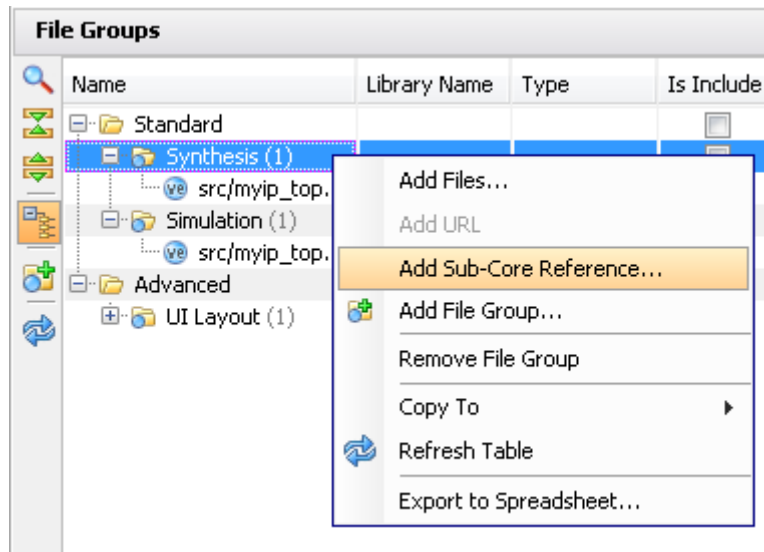 File Groups
Name Library Name Type Is Include
Standard
Synthesis (1)
ve src/myip_top.
Simulation (1)
ve src/myip_top.
Advanced
UI Layout (1)
Add Files...
Add URL
Add Sub-Core Reference...
Add File Group...
Remove File Group
Copy To
Refresh Table
Export to Spreadsheet...